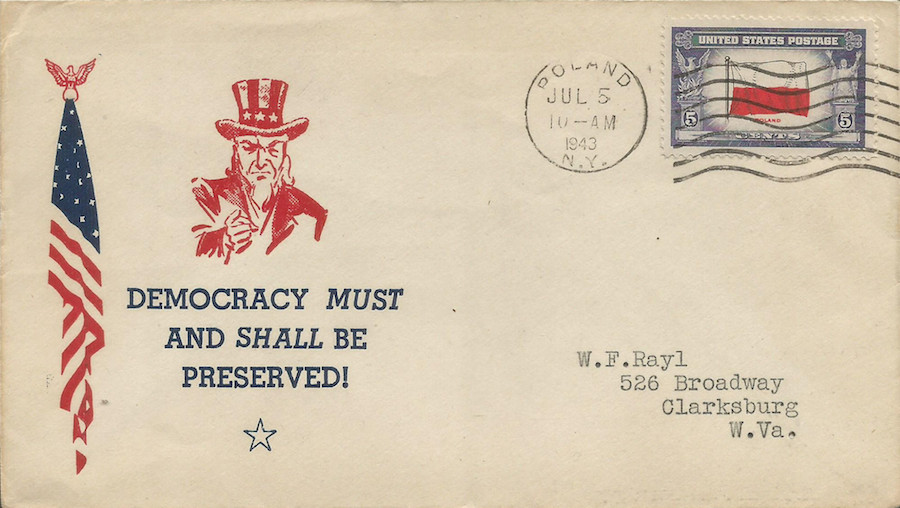 DEMOCRACY MUST
AND SHALL BE
PRESERVED!
POLAND
JUL 5
10-AM
1943
N.Y.
UNITED STATES POSTAGE
POLAND
5 CENTS 5
W.F.Rayl
526 Broadway
Clarksburg
W.Va.